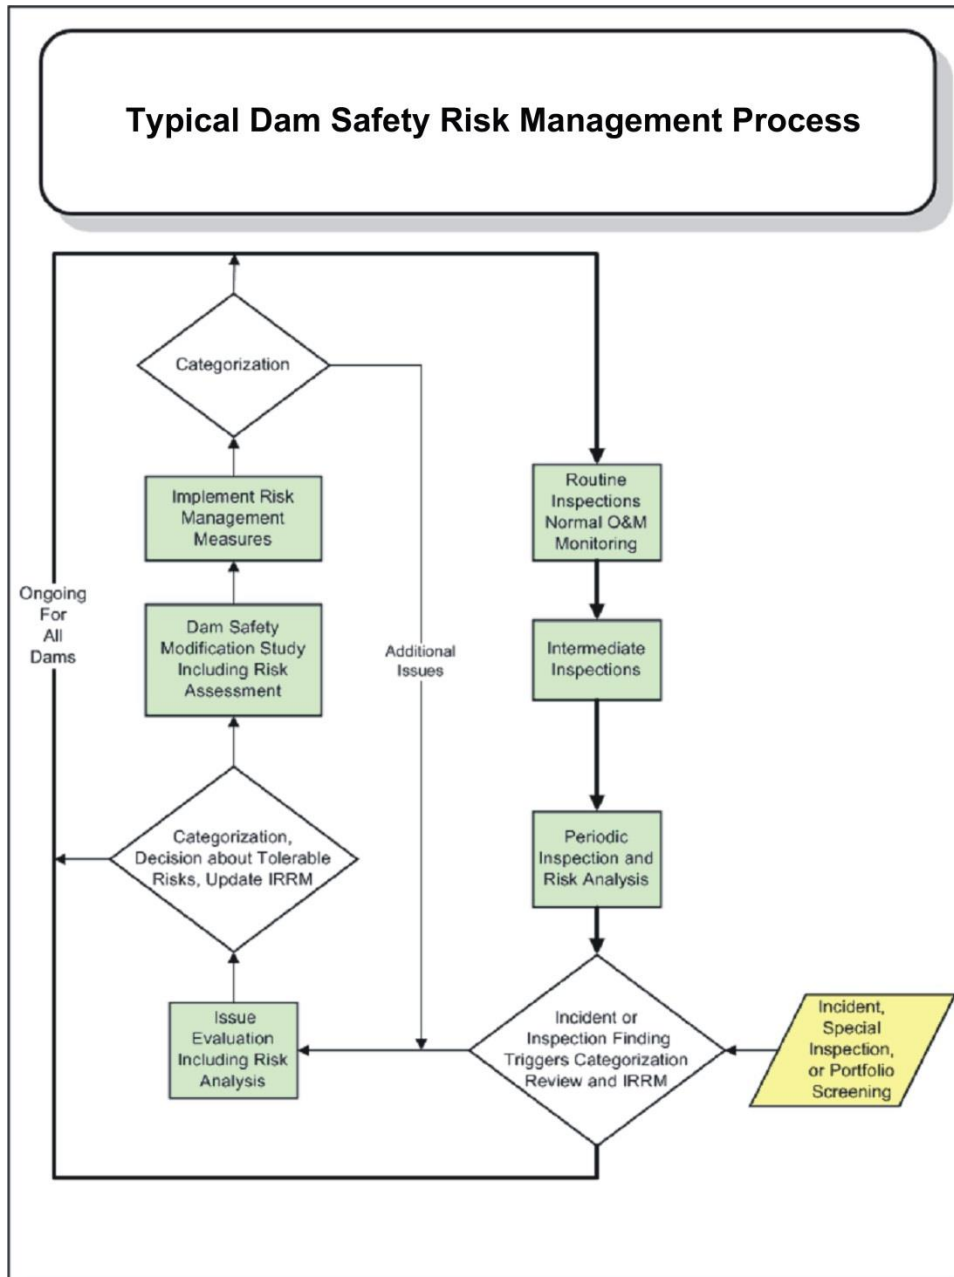 Typical Dam Safety Risk Management Process
Categorization
Implement Risk
Management
Measures
Routine
Inspections
Normal O&M
Monitoring
Ongoing
For
All
Dams
Dam Safety
Modification Study
Including Risk
Assessment
Additional
Issues
Intermediate
Inspections
Categorization,
Decision about Tolerable
Risks, Update IRRM
Periodic
Inspection and
Risk Analysis
Issue
Evaluation
Including Risk
Analysis
Incident or
Inspection Finding
Triggers Categorization
Review and IRRM
Incident,
Special
Inspection,
or Portfolio
Screening